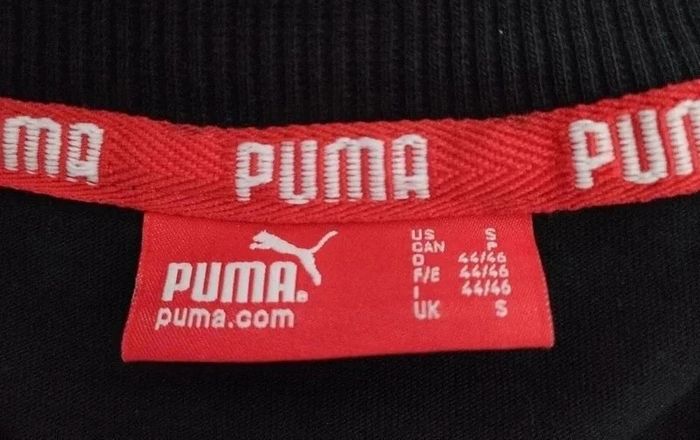 PUMA PUMA PUMA
PUMA
puma.com
US S
CAN P
D 44/46
F/E 44/46
I 44/46
UK S